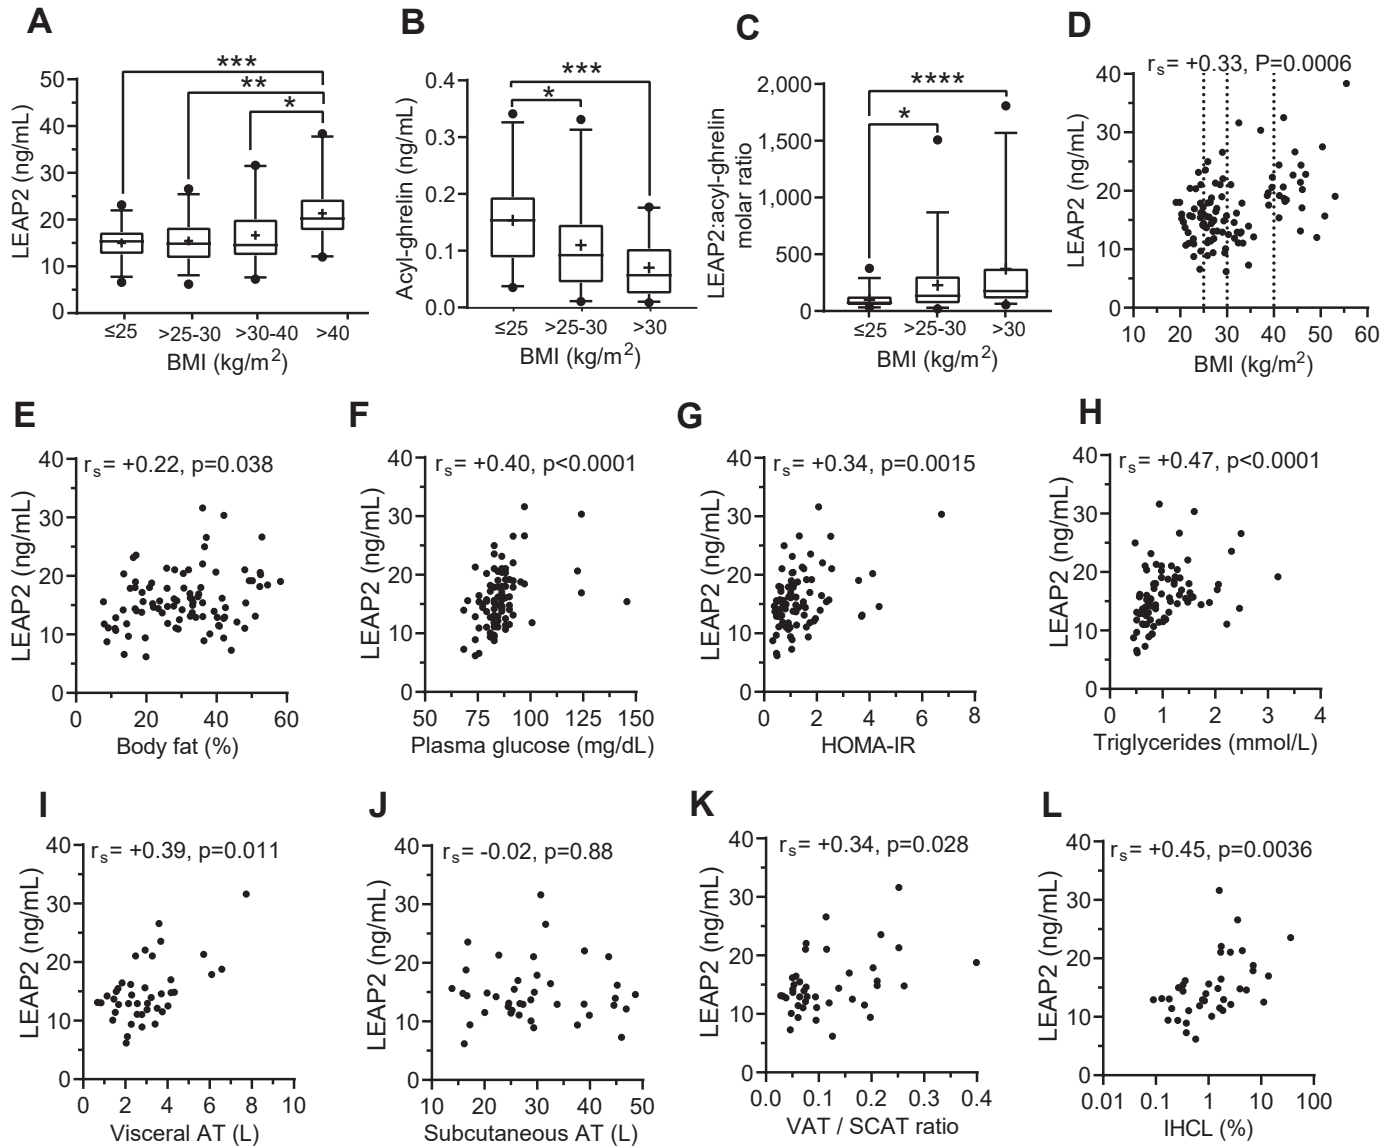 A
***
**
*
50
40
30
20
10
0
LEAP2 (ng/mL)
≤25 >25-30 >30-40 >40
BMI (kg/m2)
B
***
*
0.4
0.3
0.2
0.1
0.0
Acyl-ghrelin (ng/mL)
≤25 >25-30 >30
BMI (kg/m2)
C
****
*
2,000
1,500
1,000
500
0
LEAP2:acyl-ghrelin
molar ratio
≤25 >25-30 >30
BMI (kg/m2)
D
rs= +0.33, P=0.0006
40
30
20
10
0
LEAP2 (ng/mL)
10 20 30 40 50 60
BMI (kg/m2)
E
rs= +0.22, p=0.038
40
30
20
10
0
LEAP2 (ng/mL)
0 20 40 60
Body fat (%)
F
rs= +0.40, p<0.0001
40
30
20
10
0
LEAP2 (ng/mL)
50 75 100 125 150
Plasma glucose (mg/dL)
G
rs= +0.34, p=0.0015
40
30
20
10
0
LEAP2 (ng/mL)
0 2 4 6 8
HOMA-IR
H
rs= +0.47, p<0.0001
40
30
20
10
0
LEAP2 (ng/mL)
0 1 2 3 4
Triglycerides (mmol/L)
I
rs= +0.39, p=0.011
40
30
20
10
0
LEAP2 (ng/mL)
0 2 4 6 8 10
Visceral AT (L)
J
rs= -0.02, p=0.88
40
30
20
10
0
LEAP2 (ng/mL)
10 20 30 40 50
Subcutaneous AT (L)
K
rs= +0.34, p=0.028
40
30
20
10
0
LEAP2 (ng/mL)
0.0 0.1 0.2 0.3 0.4
VAT / SCAT ratio
L
rs= +0.45, p=0.0036
40
30
20
10
0
LEAP2 (ng/mL)
0.01 0.1 1 10 100
IHCL (%)